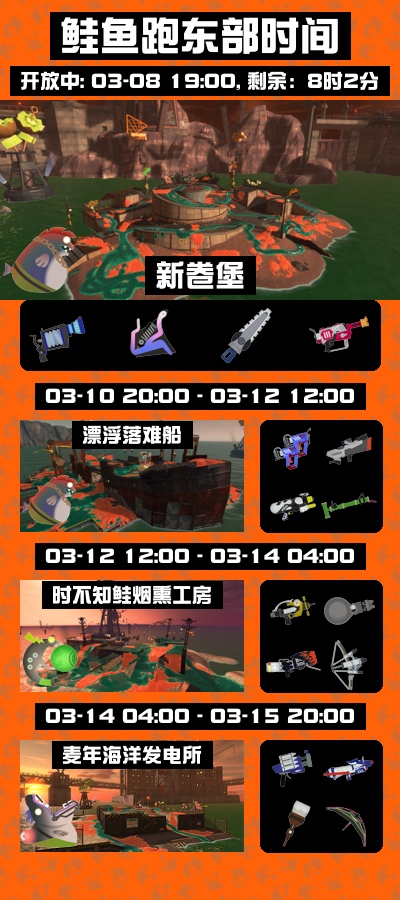 鲑鱼跑东部时间
开放中: 03-08 19:00, 剩余：8时2分
新卷堡
03-10 20:00 - 03-12 12:00
漂浮落难船
03-12 12:00 - 03-14 04:00
时不知鲑烟熏工房
03-14 04:00 - 03-15 20:00
麦年海洋发电所